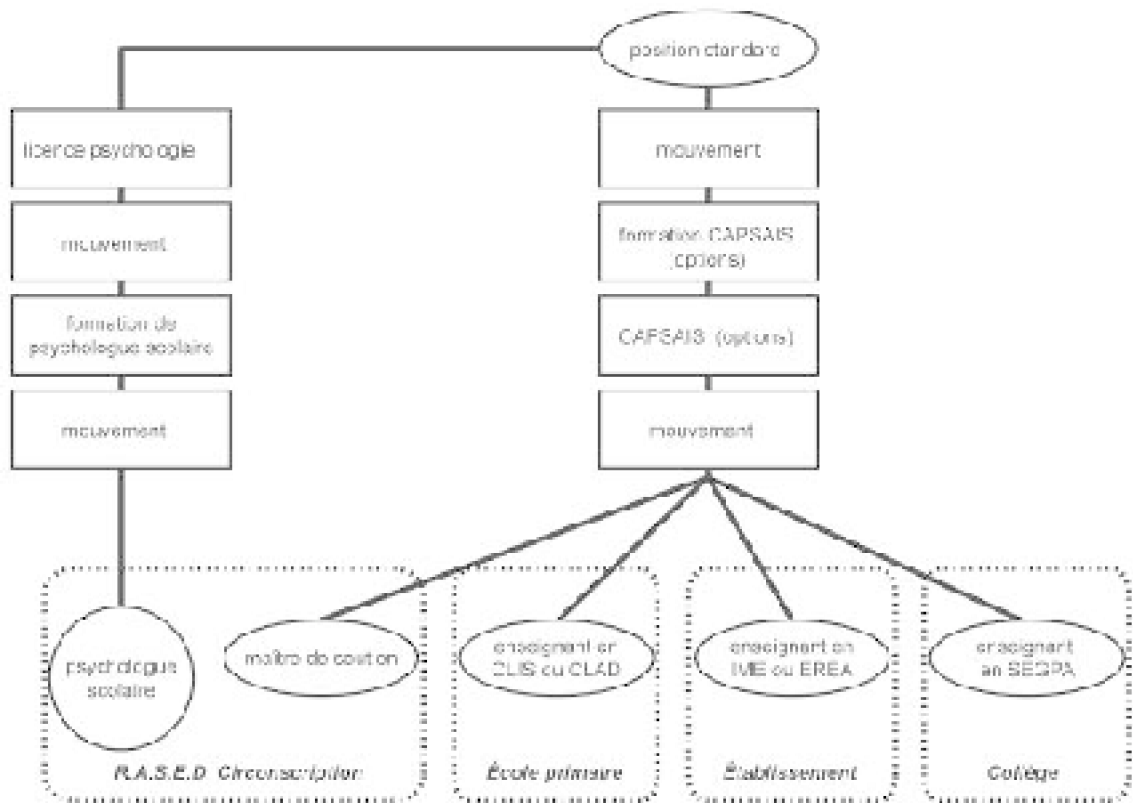 position standard
licence psychologie
mouvement
mouvement
formation CAPSAIS
(options)
formation de
psychologue scolaire
CAPSAIS (options)
mouvement
mouvement
psychologue
scolaire
maître de soutien
enseignant en
CLIS ou CLAD
enseignant en
IME ou EREA
enseignant
en SEGPA
R.A.S.E.D Circonscription
École primaire
Établissement
Collège